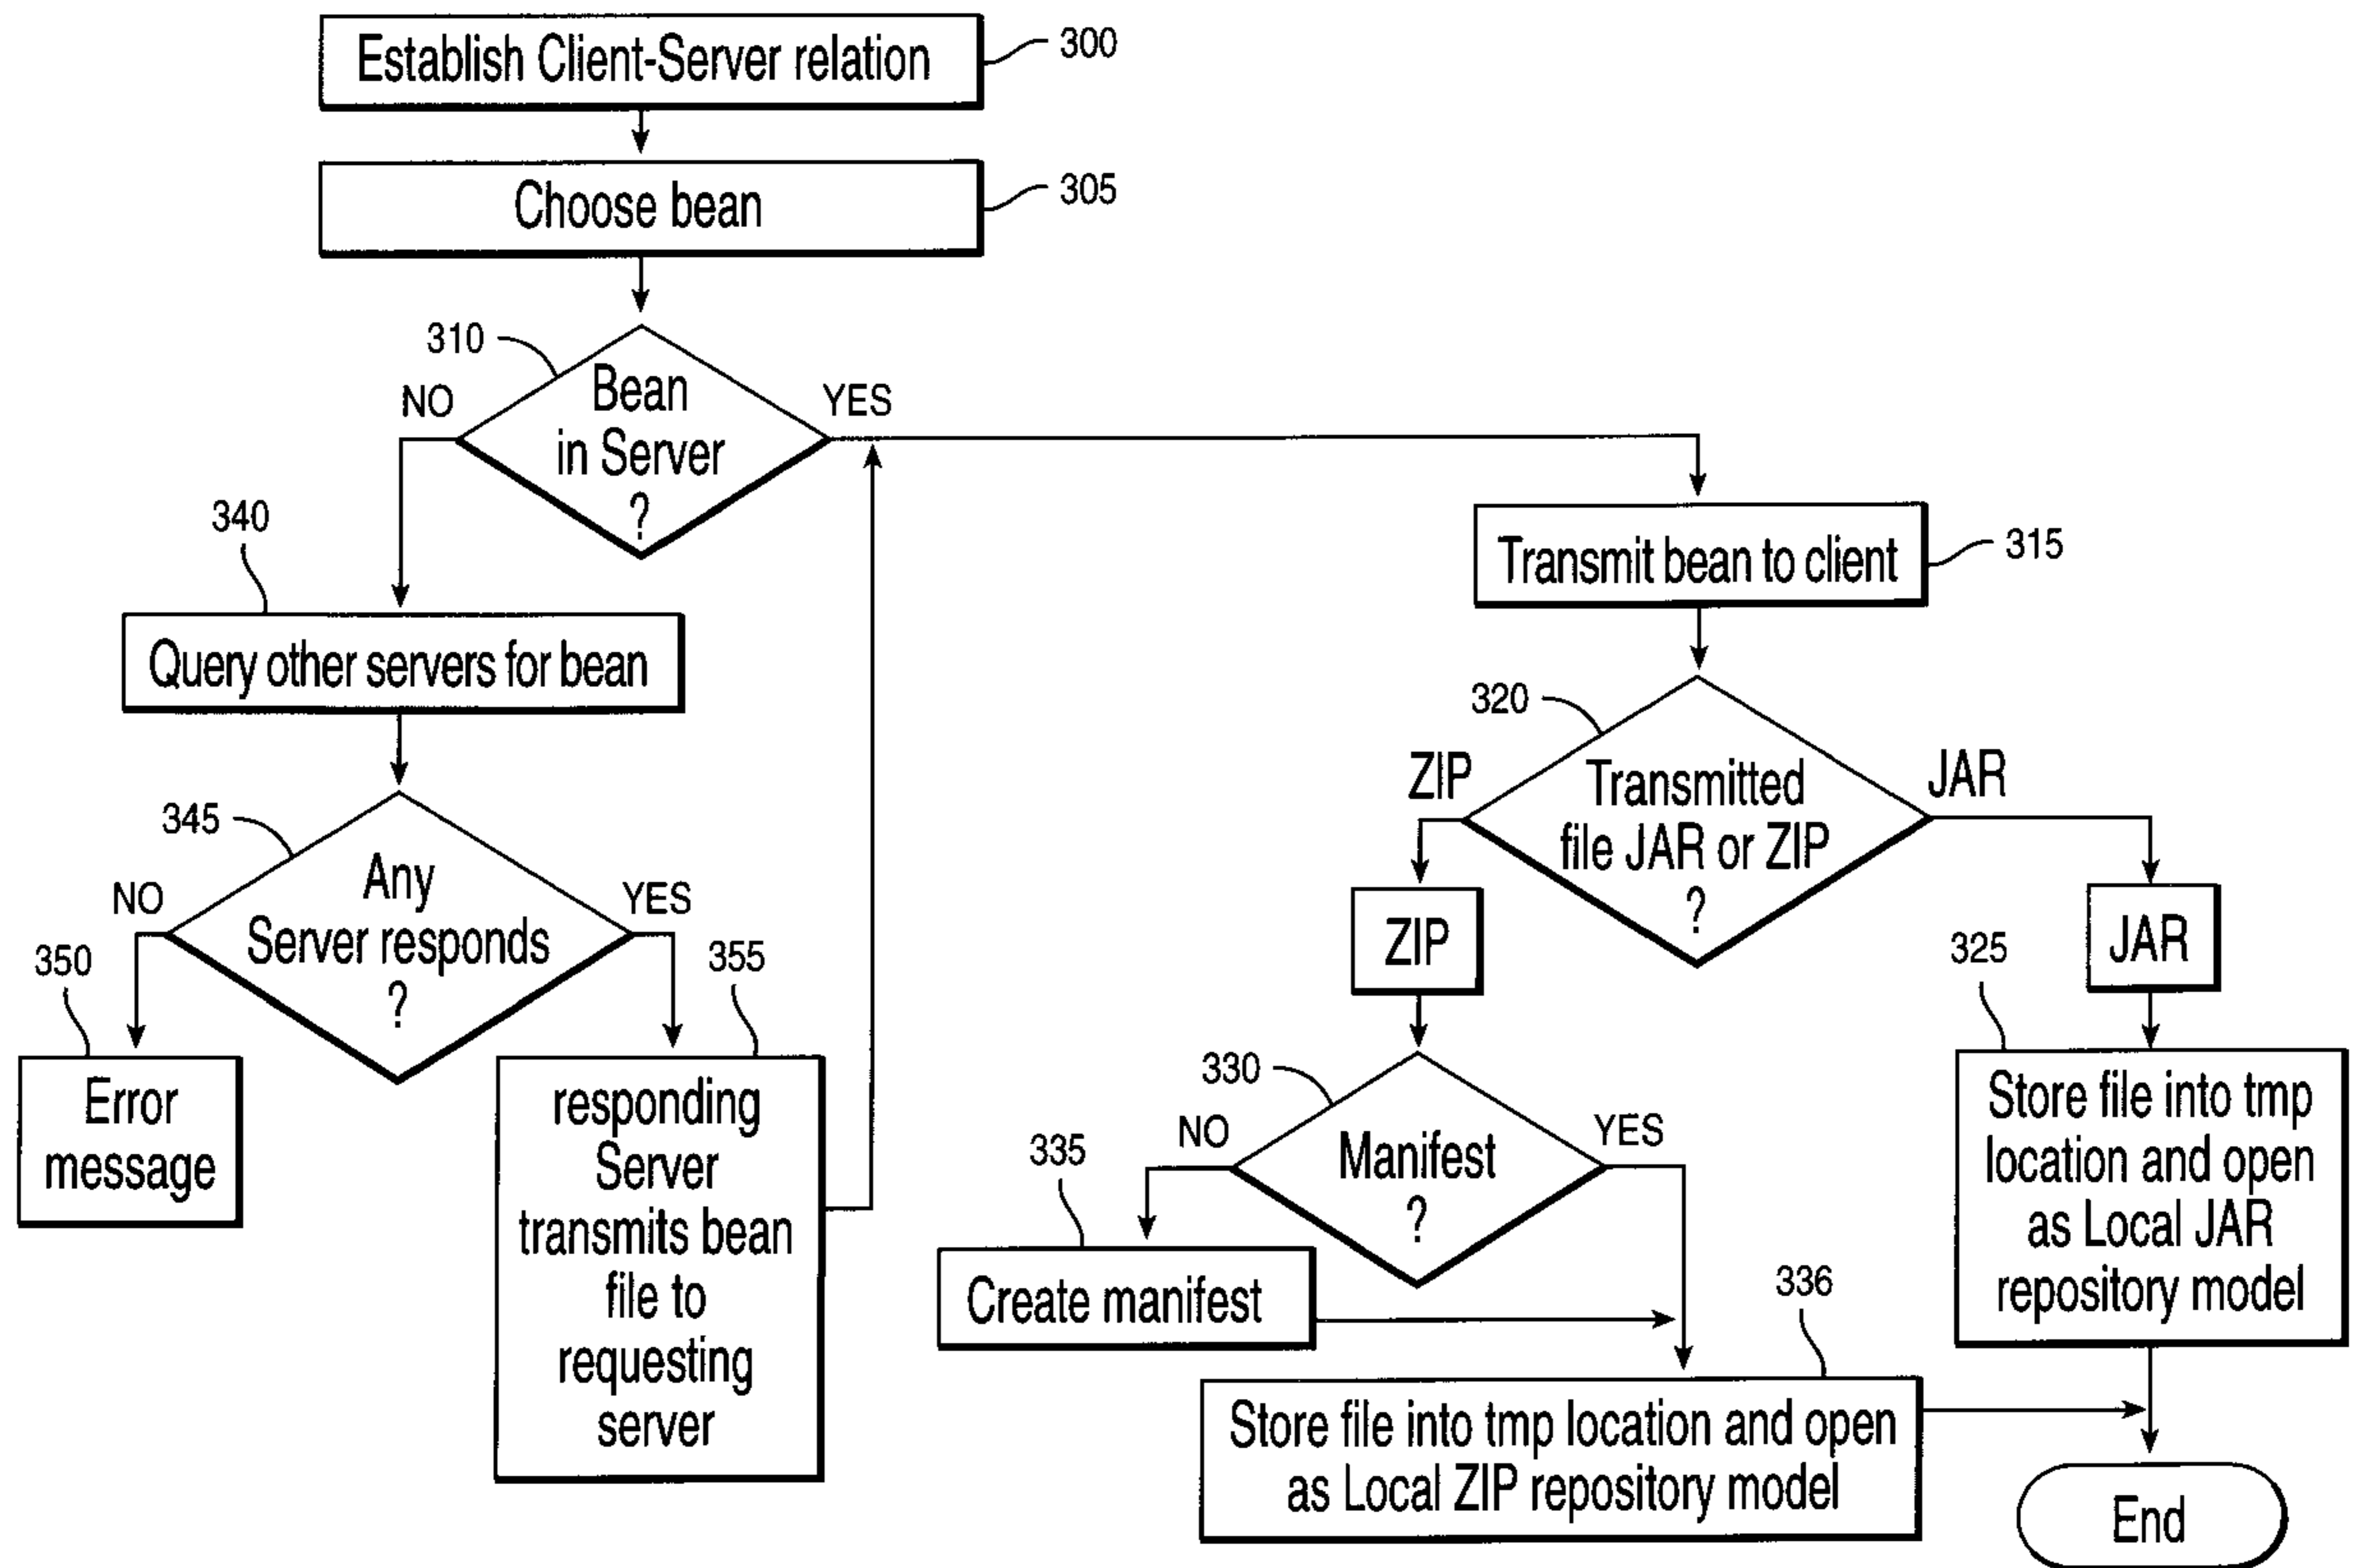 Establish Client-Server relation
300
Choose bean
305
310
NO
YES
Bean
in Server
?
340
Query other servers for bean
345
NO
YES
Any
Server responds
?
350
Error
message
355
responding
Server
transmits bean
file to
requesting
server
Transmit bean to client
315
320
ZIP
JAR
Transmitted
file JAR or ZIP
?
ZIP
JAR
325
Store file into tmp
location and open
as Local JAR
repository model
330
NO
YES
Manifest
?
335
Create manifest
336
Store file into tmp location and open
as Local ZIP repository model
End